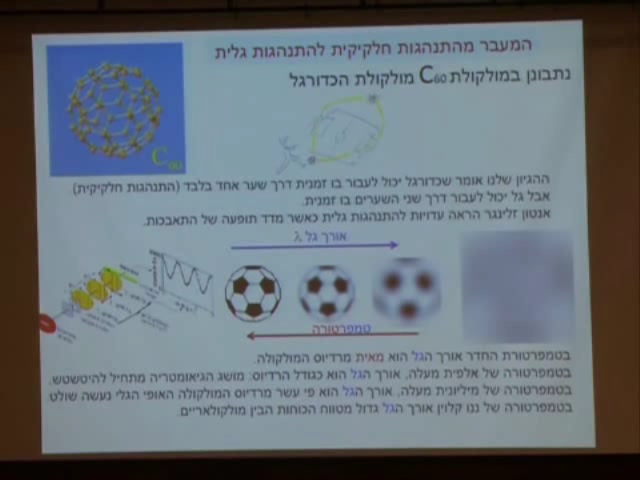 המעבר מהתנהגות חלקיקית להתנהגות גלית
נתבונן במולקולת C60 מולקולת הכדורגל
C60
ההגיון שלנו אומר שכדורגל יכול לעבור בו זמנית דרך שער אחד בלבד (התנהגות חלקיקית).
אבל גל יכול לעבור דרך שני השערים בו זמנית.
אנטון זלינגר הראה עדויות להתנהגות גלית כאשר מדד תופעה של התאבכות.
אורך גל λ
טמפרטורה
בטמפרטורת החדר אורך הגל הוא מאית מרדיוס המולקולה.
בטמפרטורה של אלפית מעלה, אורך הגל הוא כגודל הרדיוס: מושג הגיאומטריה מתחיל להיטשטש.
בטמפרטורה של מיליונית מעלה, אורך הגל הוא פי עשר מרדיוס המולקולה האופי הגלי נעשה שולט.
בטמפרטורה של ננו קלוין אורך הגל גדול מטווח הכוחות הבין מולקולאריים.